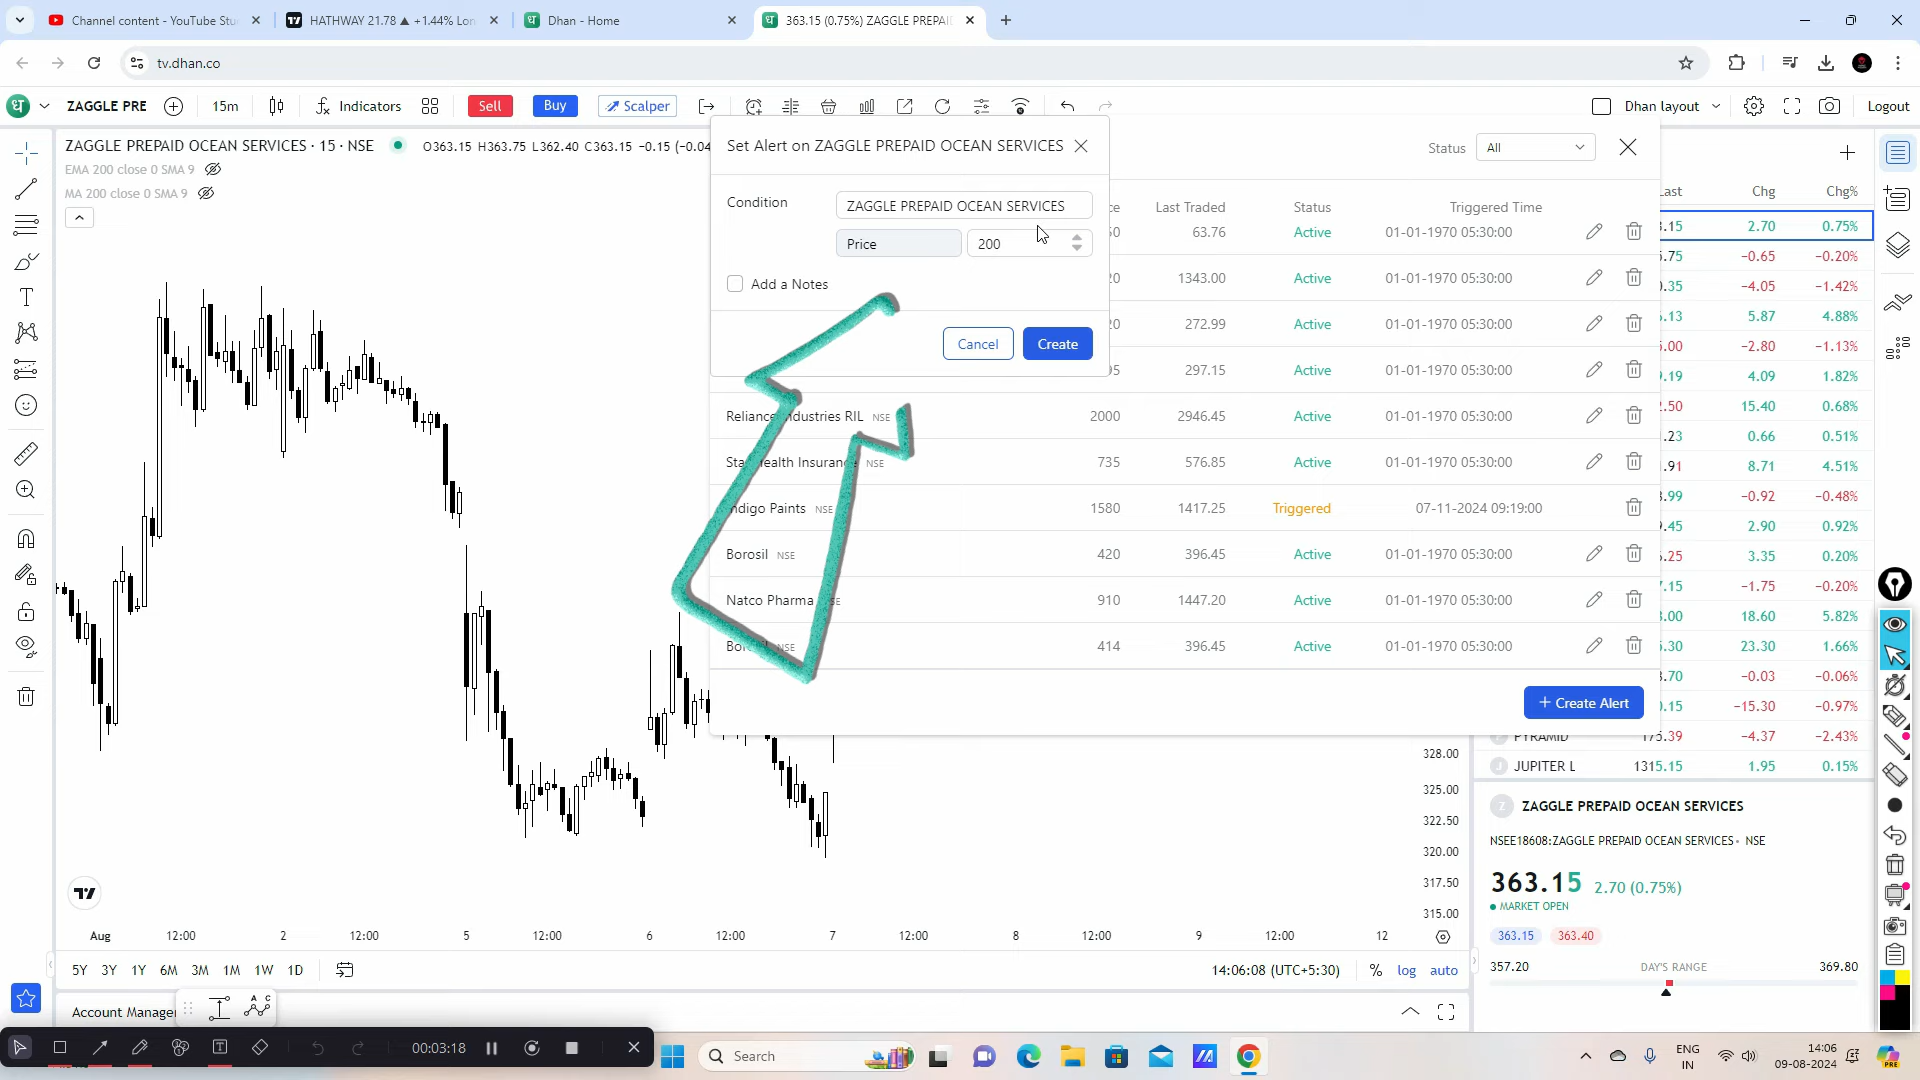 Channel content - YouTube Stu
HATHWAY 21.78 ▲ +1.44% Lon
Dhan - Home
363.15 (0.75%) ZAGGLE PREPAI
tv.dhan.co
ZAGGLE PRE
15m
Indicators
Sell
Buy
Scalper
Dhan layout
Logout
ZAGGLE PREPAID OCEAN SERVICES · 15 · NSE
O363.15 H363.75 L362.40 C363.15 -0.15 (-0.04
EMA 200 close 0 SMA 9
MA 200 close 0 SMA 9
Set Alert on ZAGGLE PREPAID OCEAN SERVICES
Condition
ZAGGLE PREPAID OCEAN SERVICES
Price
200
Add a Notes
Cancel
Create
Status
All
Last Traded
Status
Triggered Time
63.76 Active 01-01-1970 05:30:00
1343.00 Active 01-01-1970 05:30:00
272.99 Active 01-01-1970 05:30:00
297.15 Active 01-01-1970 05:30:00
Reliance Industries RIL NSE 2000 2946.45 Active 01-01-1970 05:30:00
Star Health Insurance NSE 735 576.85 Active 01-01-1970 05:30:00
Indigo Paints NSE 1580 1417.25 Triggered 07-11-2024 09:19:00
Borosil NSE 420 396.45 Active 01-01-1970 05:30:00
Natco Pharma 910 1447.20 Active 01-01-1970 05:30:00
Borosil NSE 414 396.45 Active 01-01-1970 05:30:00
+ Create Alert
Chg
Chg%
2.70 0.75%
−0.65 −0.20%
−4.05 −1.42%
5.87 4.88%
−2.80 −1.13%
4.09 1.82%
15.40 0.68%
0.66 0.51%
8.71 4.51%
−0.92 −0.48%
2.90 0.92%
3.35 0.20%
−1.75 −0.20%
18.60 5.82%
23.30 1.66%
−0.03 −0.06%
−15.30 −0.97%
PYRAMID 175.39 −4.37 −2.43%
JUPITER L 1315.15 1.95 0.15%
328.00
325.00
322.50
320.00
317.50
315.00
ZAGGLE PREPAID OCEAN SERVICES
NSEE18608:ZAGGLE PREPAID OCEAN SERVICES • NSE
363.15 2.70 (0.75%)
MARKET OPEN
363.15 363.40
357.20 DAY'S RANGE 369.80
Aug 12:00 2 12:00 5 12:00 6 12:00 7 12:00 8 12:00 9 12:00 12
5Y 3Y 1Y 6M 3M 1M 1W 1D
14:06:08 (UTC+5:30)
% log auto
Account Manager
00:03:18
Search
ENG
IN
14:06
09-08-2024